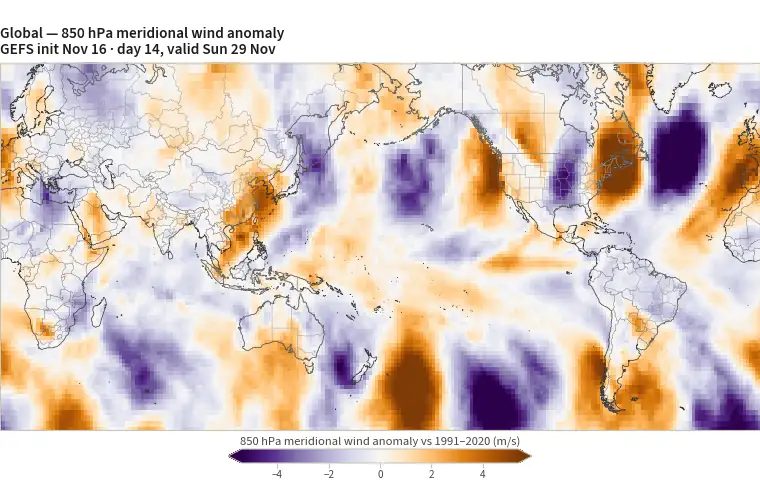 Global — 850 hPa meridional wind anomaly
GEFS init Nov 16 · day 14, valid Sun 29 Nov
850 hPa meridional wind anomaly vs 1991–2020 (m/s)
−4 −2 0 2 4